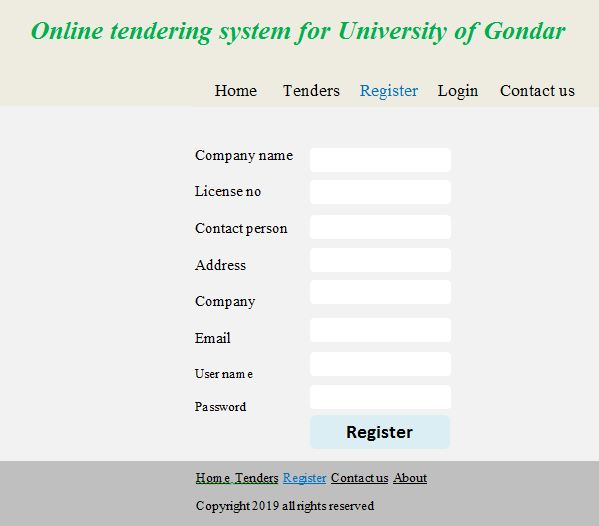 Online tendering system for University of Gondar
Home Tenders Register Login Contact us
Company name
License no
Contact person
Address
Company
Email
User name
Password
Register
Home Tenders Register Contact us About
Copyright 2019 all rights reserved